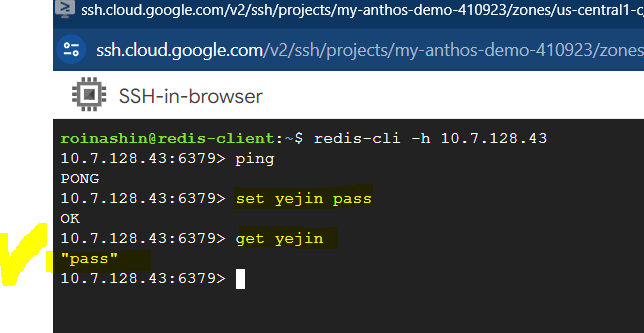 ssh.cloud.google.com/v2/ssh/projects/my-anthos-demo-410923/zones/us-central1-c
ssh.cloud.google.com/v2/ssh/projects/my-anthos-demo-410923/zones
SSH-in-browser
roinashin@redis-client:~$ redis-cli -h 10.7.128.43
10.7.128.43:6379> ping
PONG
10.7.128.43:6379> set yejin pass
OK
10.7.128.43:6379> get yejin
"pass"
10.7.128.43:6379>